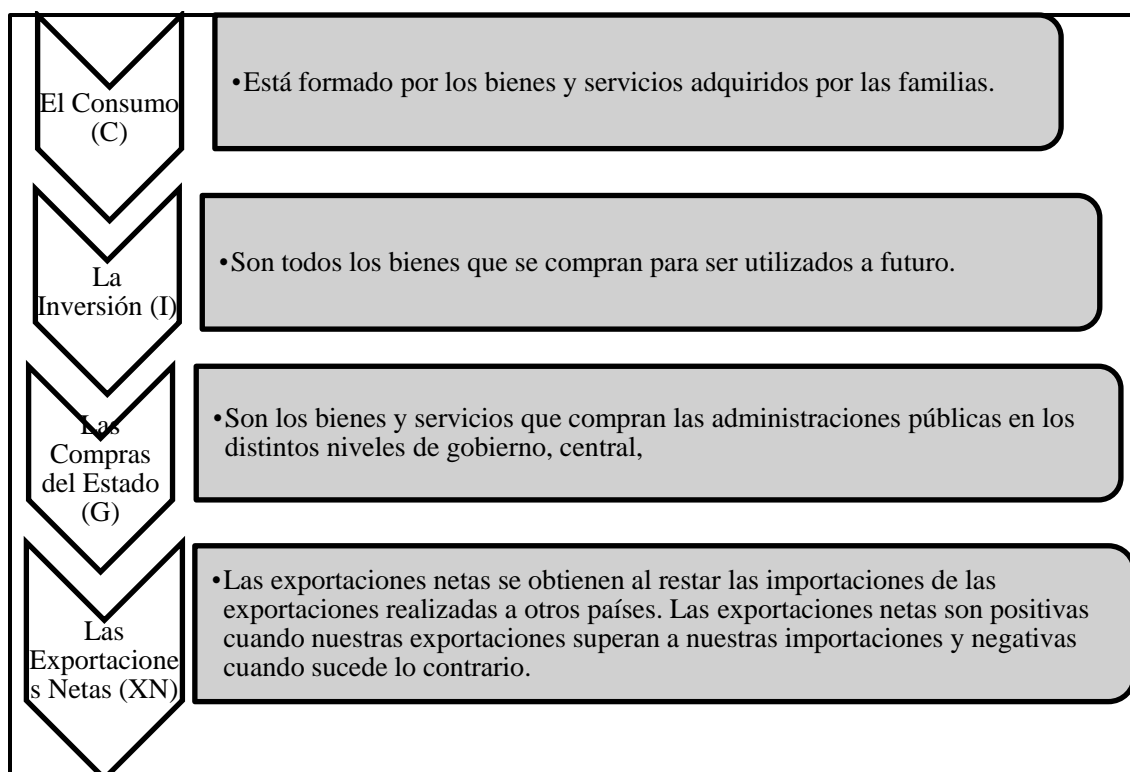 El Consumo
(C)
•Está formado por los bienes y servicios adquiridos por las familias.
La
Inversión (I)
•Son todos los bienes que se compran para ser utilizados a futuro.
Las
Compras
del Estado
(G)
•Son los bienes y servicios que compran las administraciones públicas en los
distintos niveles de gobierno, central,
Las
Exportacione
s Netas (XN)
•Las exportaciones netas se obtienen al restar las importaciones de las
exportaciones realizadas a otros países. Las exportaciones netas son positivas
cuando nuestras exportaciones superan a nuestras importaciones y negativas
cuando sucede lo contrario.